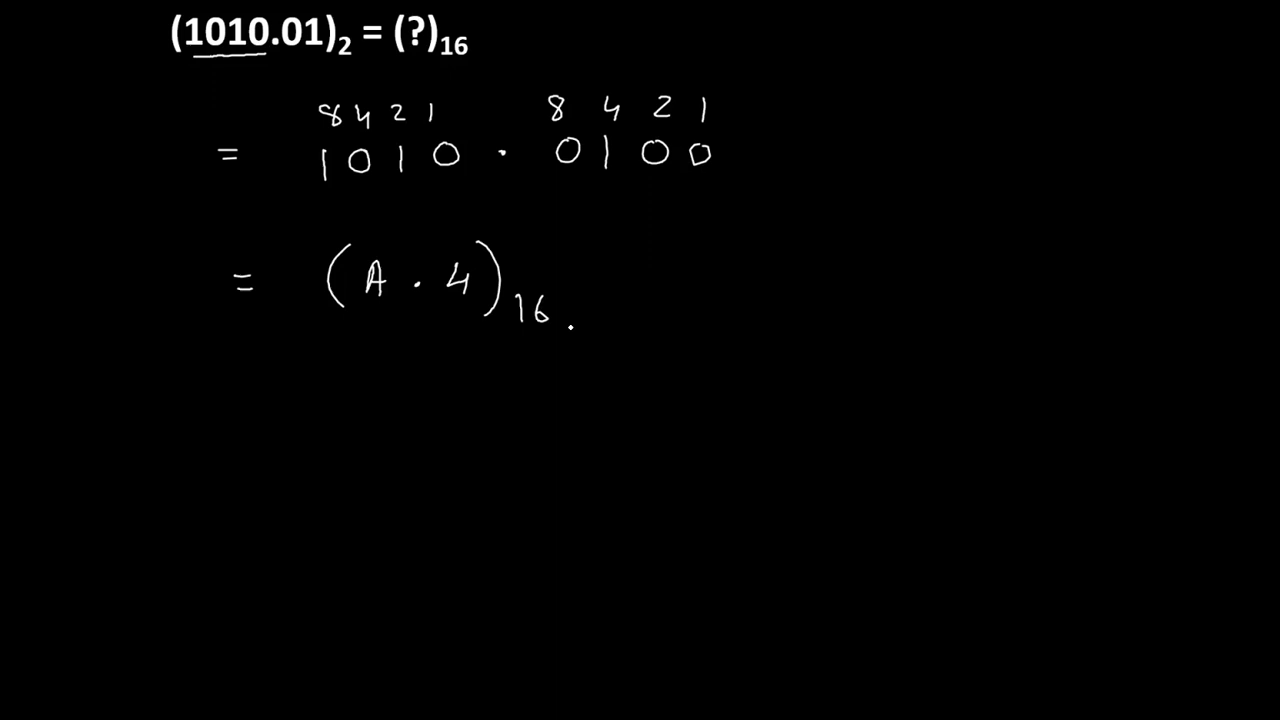 (1010.01)₂ = (?)₁₆
8 4 2 1 8 4 2 1
= 1 0 1 0 . 0 1 0 0
= (A . 4)₁₆